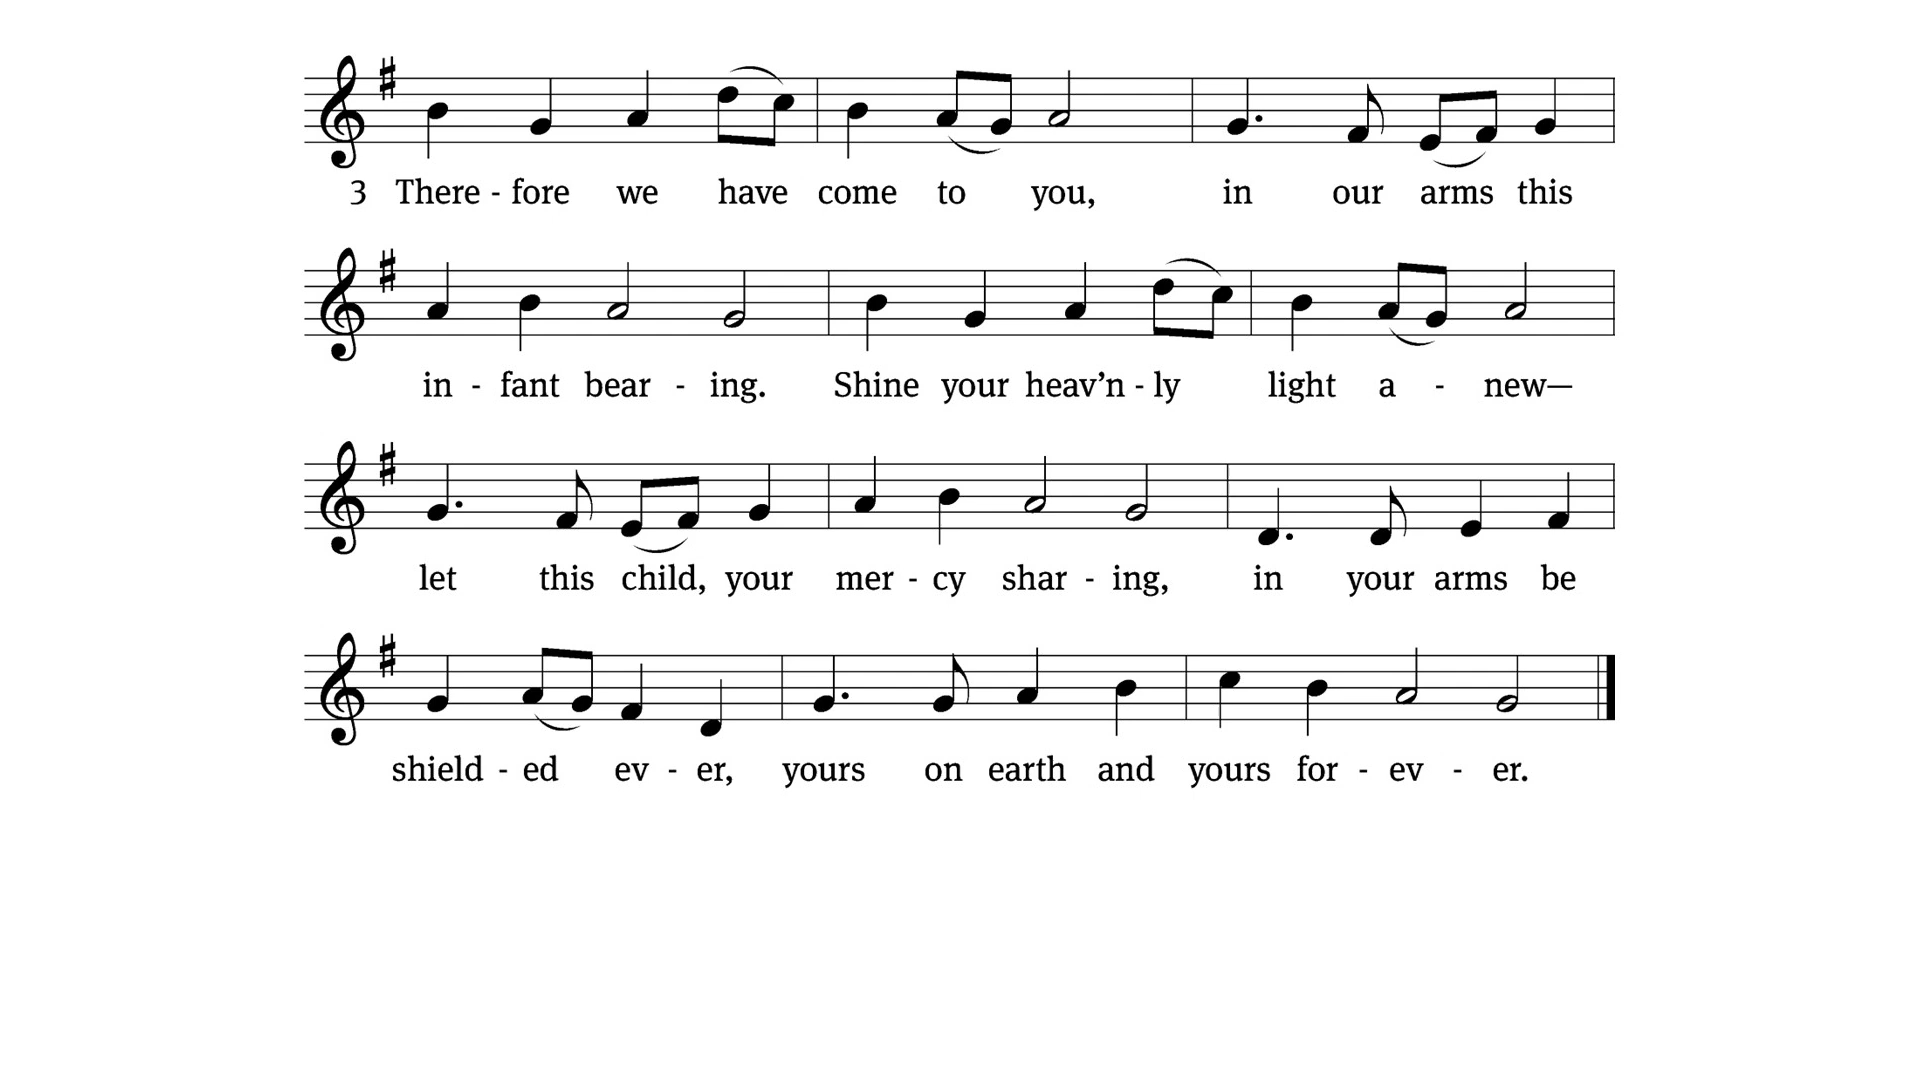 3 There - fore we have come to you, in our arms this
in - fant bear - ing. Shine your heav’n - ly light a - new—
let this child, your mer - cy shar - ing, in your arms be
shield - ed ev - er, yours on earth and yours for - ev - er.